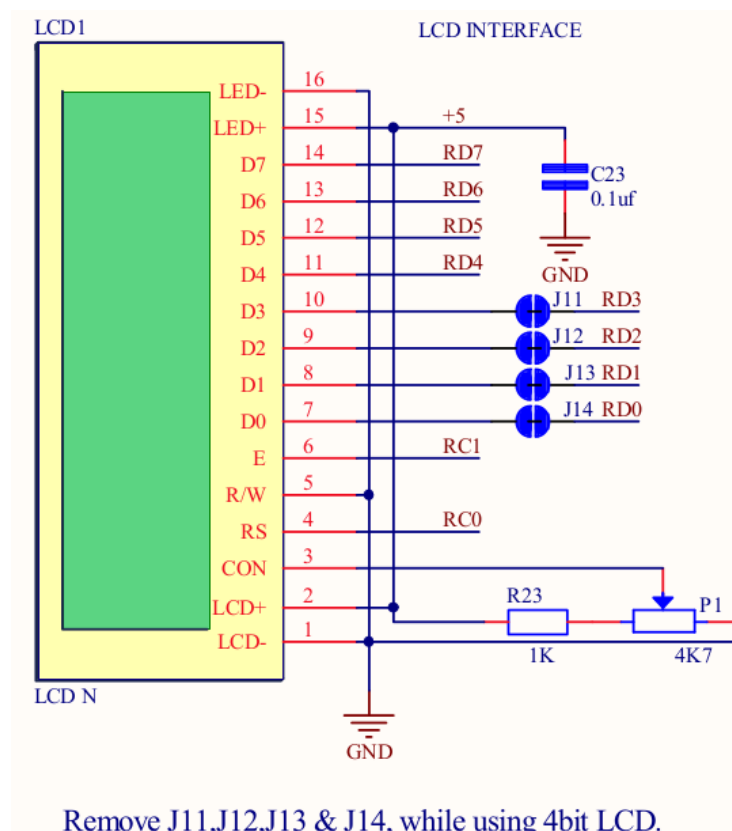 LCD1
LCD INTERFACE
LED- 16
LED+ 15 +5
D7 14 RD7
C23
D6 13 RD6
0.1uf
D5 12 RD5
D4 11 RD4
GND
D3 10 J11 RD3
D2 9 J12 RD2
D1 8 J13 RD1
D0 7 J14 RD0
E 6 RC1
R/W 5
RS 4 RC0
CON 3
LCD+ 2 R23 P1
LCD- 1
1K 4K7
LCD N
GND
Remove J11,J12,J13 & J14, while using 4bit LCD.